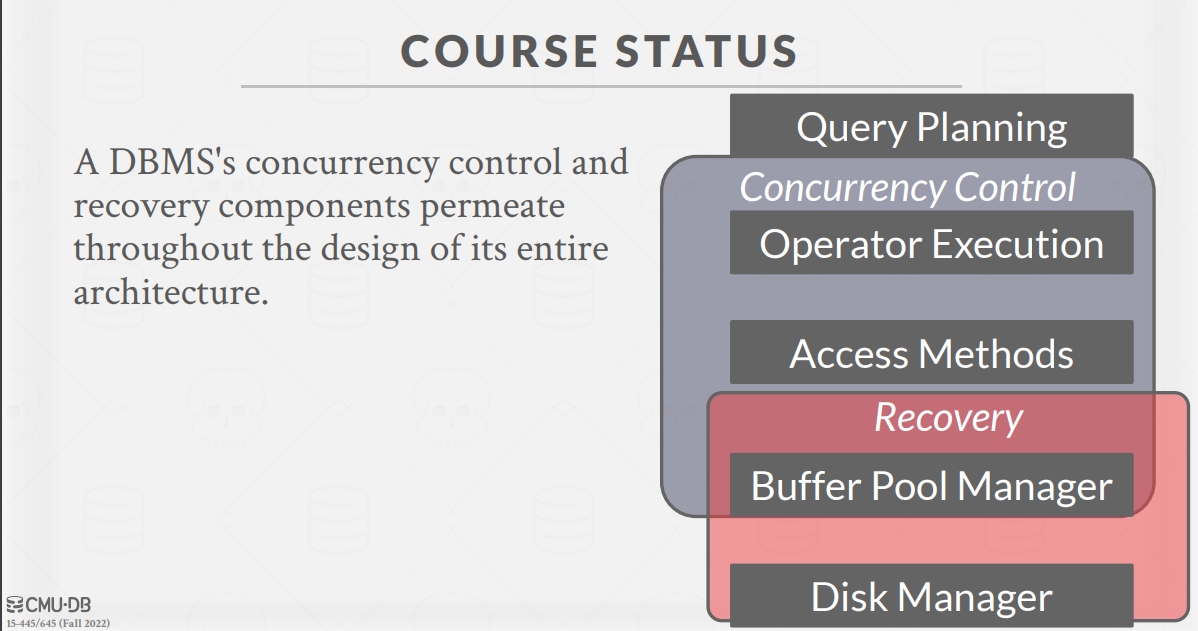 COURSE STATUS
A DBMS's concurrency control and
recovery components permeate
throughout the design of its entire
architecture.
Query Planning
Concurrency Control
Operator Execution
Access Methods
Recovery
Buffer Pool Manager
Disk Manager
CMU·DB
15-445/645 (Fall 2022)